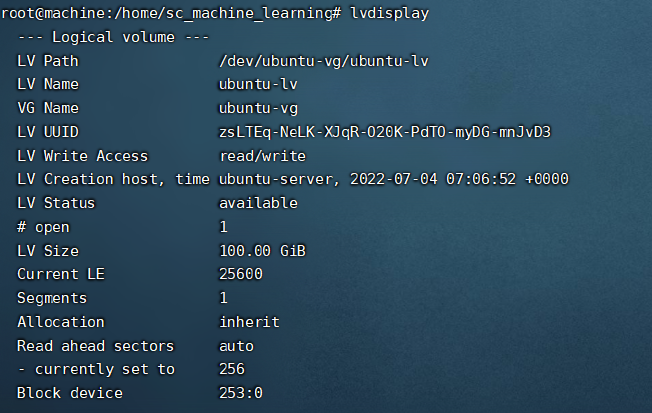 root@machine:/home/sc_machine_learning# lvdisplay
--- Logical volume ---
LV Path /dev/ubuntu-vg/ubuntu-lv
LV Name ubuntu-lv
VG Name ubuntu-vg
LV UUID zsLTEq-NeLK-XJqR-O20K-PdTO-myDG-mnJvD3
LV Write Access read/write
LV Creation host, time ubuntu-server, 2022-07-04 07:06:52 +0000
LV Status available
# open 1
LV Size 100.00 GiB
Current LE 25600
Segments 1
Allocation inherit
Read ahead sectors auto
- currently set to 256
Block device 253:0